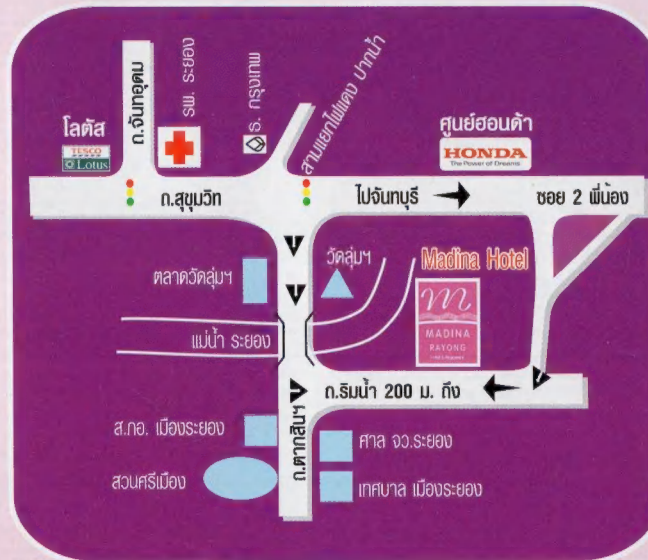 โลตัส
TESCO
Lotus
ถ.จันทอุดม
รพ. ระยอง
ธ. กรุงเทพ
สามแยกไฟแดง ปากน้ำ
ศูนย์ฮอนด้า
HONDA
The Power of Dreams
ถ.สุขุมวิท
ไปจันทบุรี
ซอย 2 พี่น้อง
ตลาดวัดลุ่มฯ
วัดลุ่มฯ
Madina Hotel
m
MADINA
RAYONG
แม่น้ำ ระยอง
ถ.ริมน้ำ 200 ม. ถึง
ถ.ตากสินฯ
ส.ภอ. เมืองระยอง
ศาล จว.ระยอง
สวนศรีเมือง
เทศบาล เมืองระยอง